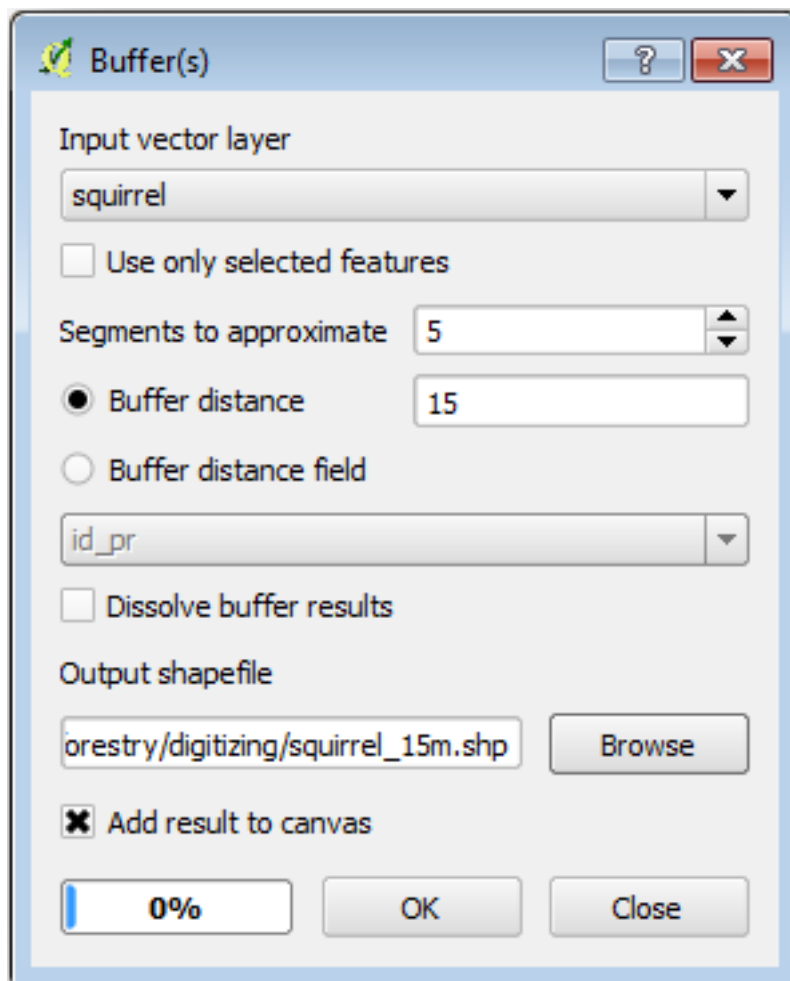 Buffer(s)
Input vector layer
squirrel
Use only selected features
Segments to approximate 5
Buffer distance 15
Buffer distance field
id_pr
Dissolve buffer results
Output shapefile
orestry/digitizing/squirrel_15m.shp Browse
Add result to canvas
0% OK Close